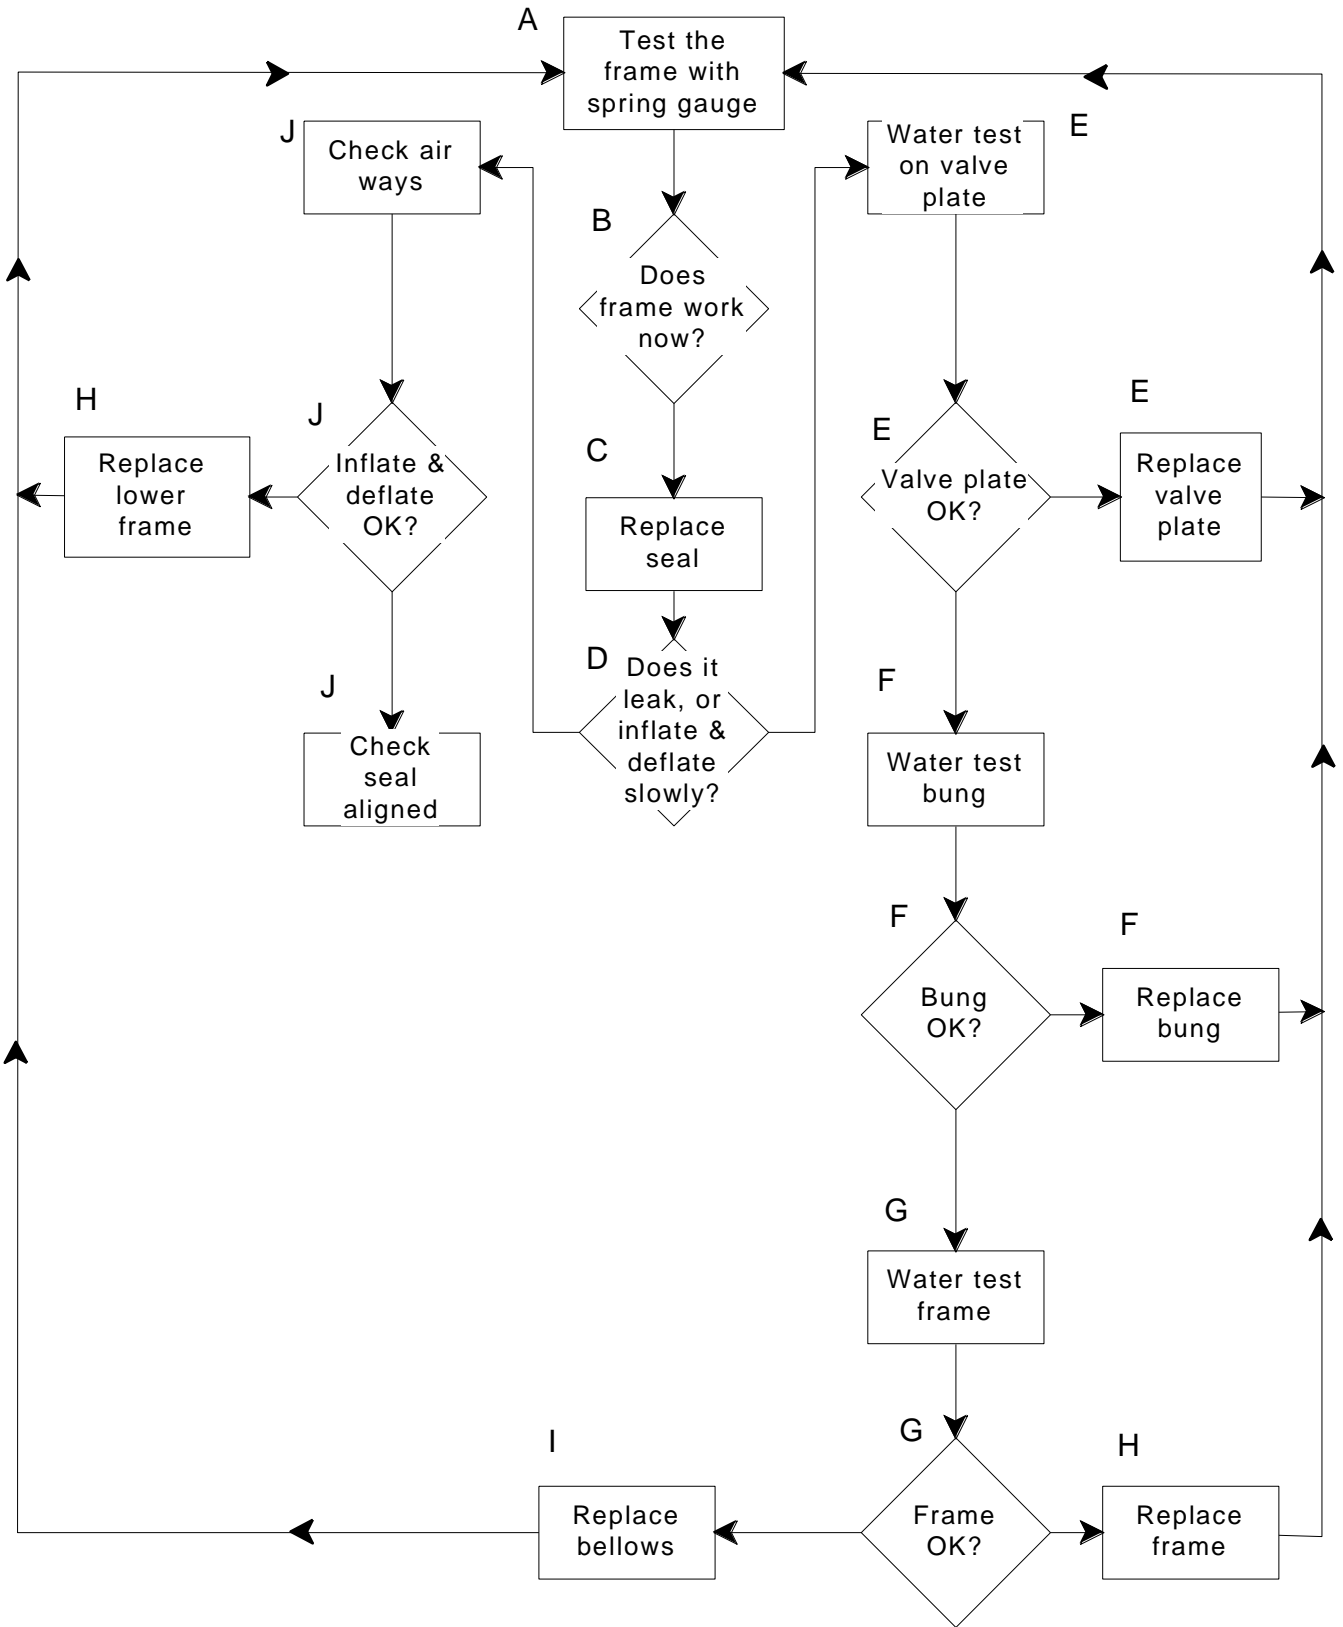 A
Test the
frame with
spring gauge
J
Check air
ways
E
Water test
on valve
plate
B
Does
frame work
now?
H
Replace
lower
frame
J
Inflate &
deflate
OK?
C
Replace
seal
E
Valve plate
OK?
E
Replace
valve
plate
D
Does it
leak, or
inflate &
deflate
slowly?
J
Check
seal
aligned
F
Water test
bung
F
Bung
OK?
F
Replace
bung
G
Water test
frame
I
Replace
bellows
G
Frame
OK?
H
Replace
frame